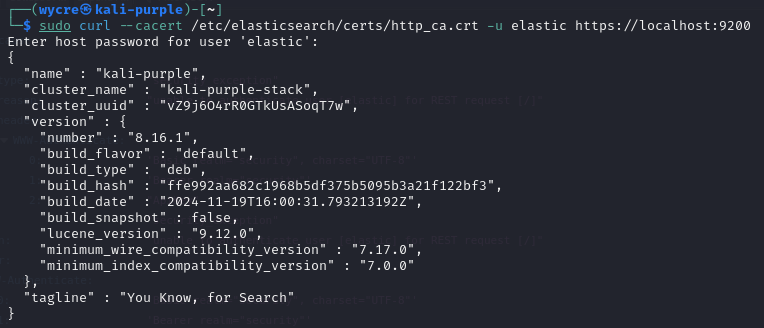 ┌──(wycre㉿kali-purple)-[~]
└─$ sudo curl --cacert /etc/elasticsearch/certs/http_ca.crt -u elastic https://localhost:9200
Enter host password for user 'elastic':
{
  "name" : "kali-purple",
  "cluster_name" : "kali-purple-stack",
  "cluster_uuid" : "vZ9j6O4rR0GTkUsASoqT7w",
  "version" : {
    "number" : "8.16.1",
    "build_flavor" : "default",
    "build_type" : "deb",
    "build_hash" : "ffe992aa682c1968b5df375b5095b3a21f122bf3",
    "build_date" : "2024-11-19T16:00:31.793213192Z",
    "build_snapshot" : false,
    "lucene_version" : "9.12.0",
    "minimum_wire_compatibility_version" : "7.17.0",
    "minimum_index_compatibility_version" : "7.0.0"
  },
  "tagline" : "You Know, for Search"
}